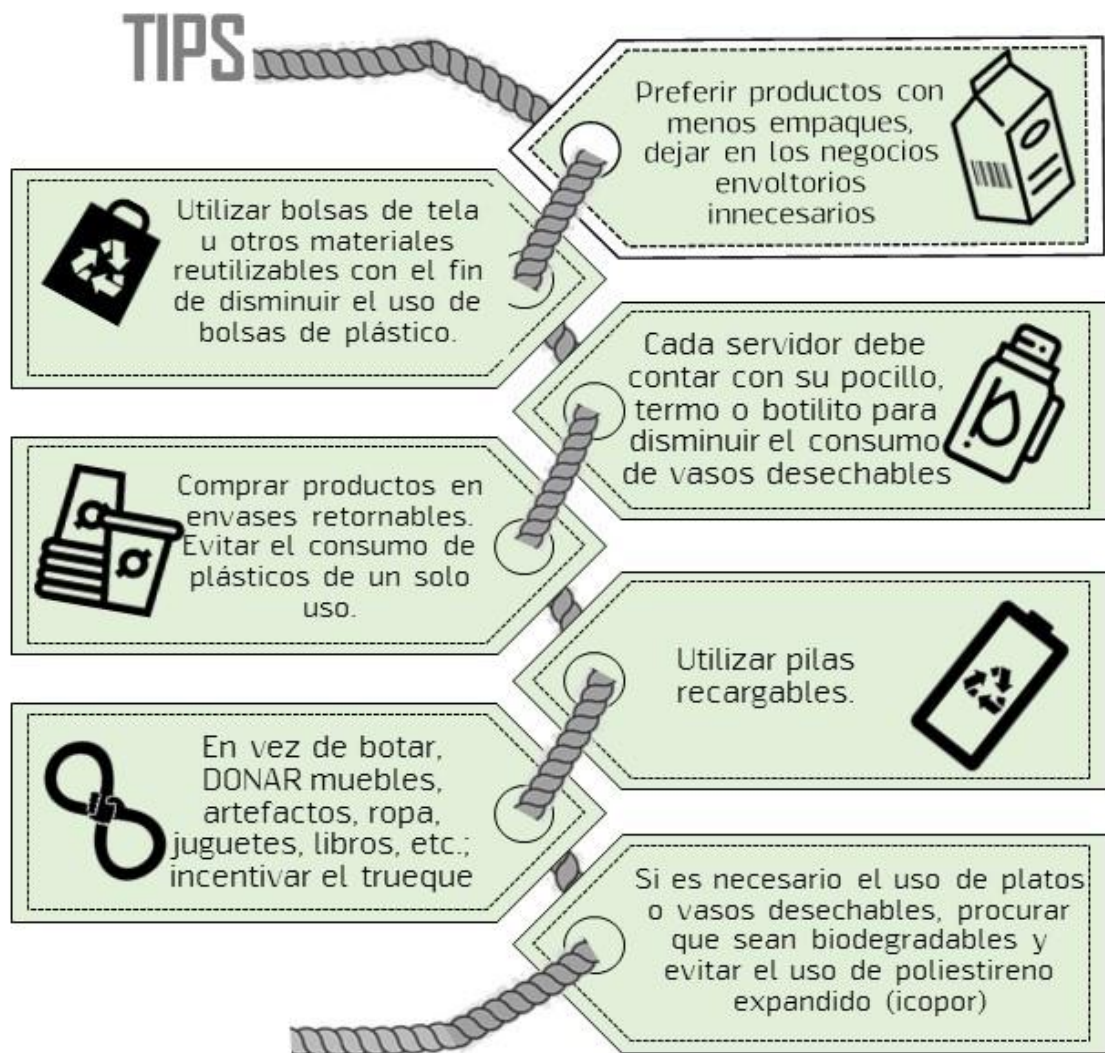 TIPS
Preferir productos con
menos empaques,
dejar en los negocios
envoltorios
innecesarios
Utilizar bolsas de tela
u otros materiales
reutilizables con el fin
de disminuir el uso de
bolsas de plástico.
Cada servidor debe
contar con su pocillo,
termo o botilito para
disminuir el consumo
de vasos desechables
Comprar productos en
envases retornables.
Evitar el consumo de
plásticos de un solo
uso.
Utilizar pilas
recargables.
En vez de botar,
DONAR muebles,
artefactos, ropa,
juguetes, libros, etc.;
incentivar el trueque
Si es necesario el uso de platos
o vasos desechables, procurar
que sean biodegradables y
evitar el uso de poliestireno
expandido (icopor)